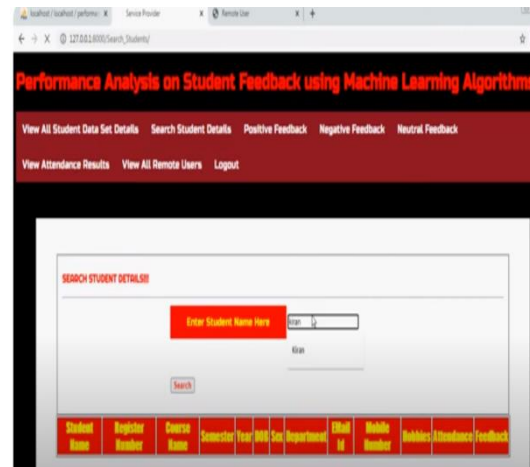 localhost / localhost / performa
Service Provider
Remote User
127.0.0.1:8000/Search_Students/
Performance Analysis on Student Feedback using Machine Learning Algorithms
View All Student Data Set Details Search Student Details Positive Feedback Negative Feedback Neutral Feedback
View Attendance Results View All Remote Users Logout
SEARCH STUDENT DETAILS!!!
Enter Student Name Here kiran
Kiran
Search
Student Name Register Number Course Name Semester Year DOB Sex Department EMail Id Mobile Number Hobbies Attendance Feedback